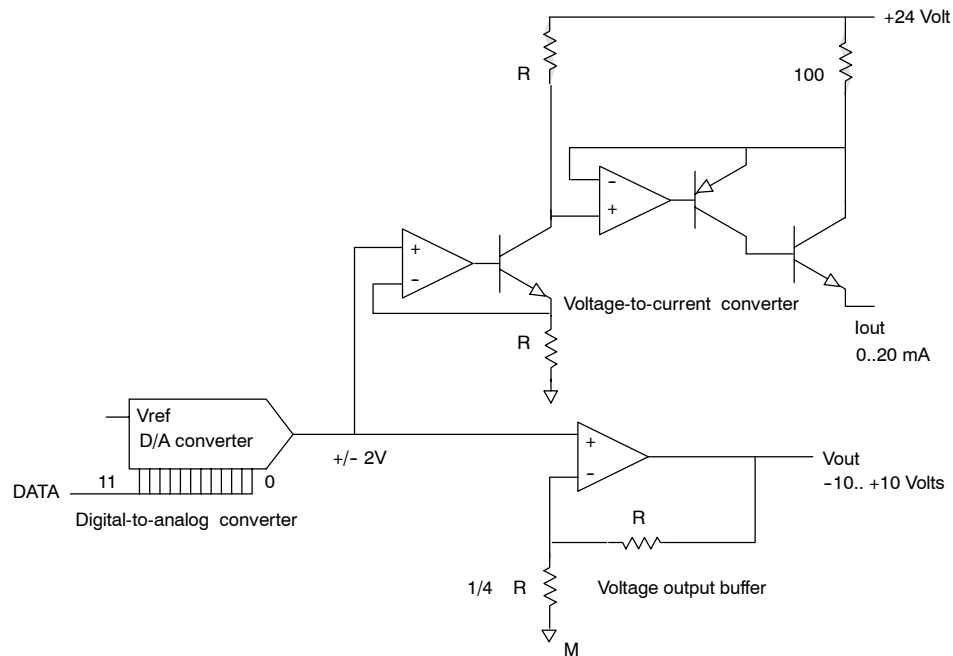 +24 Volt
R
100
-
+
+
-
Voltage-to-current converter
R
Iout
0..20 mA
Vref
D/A converter
+/- 2V
+
-
Vout
-10.. +10 Volts
DATA
11
0
Digital-to-analog converter
R
1/4 R
Voltage output buffer
M